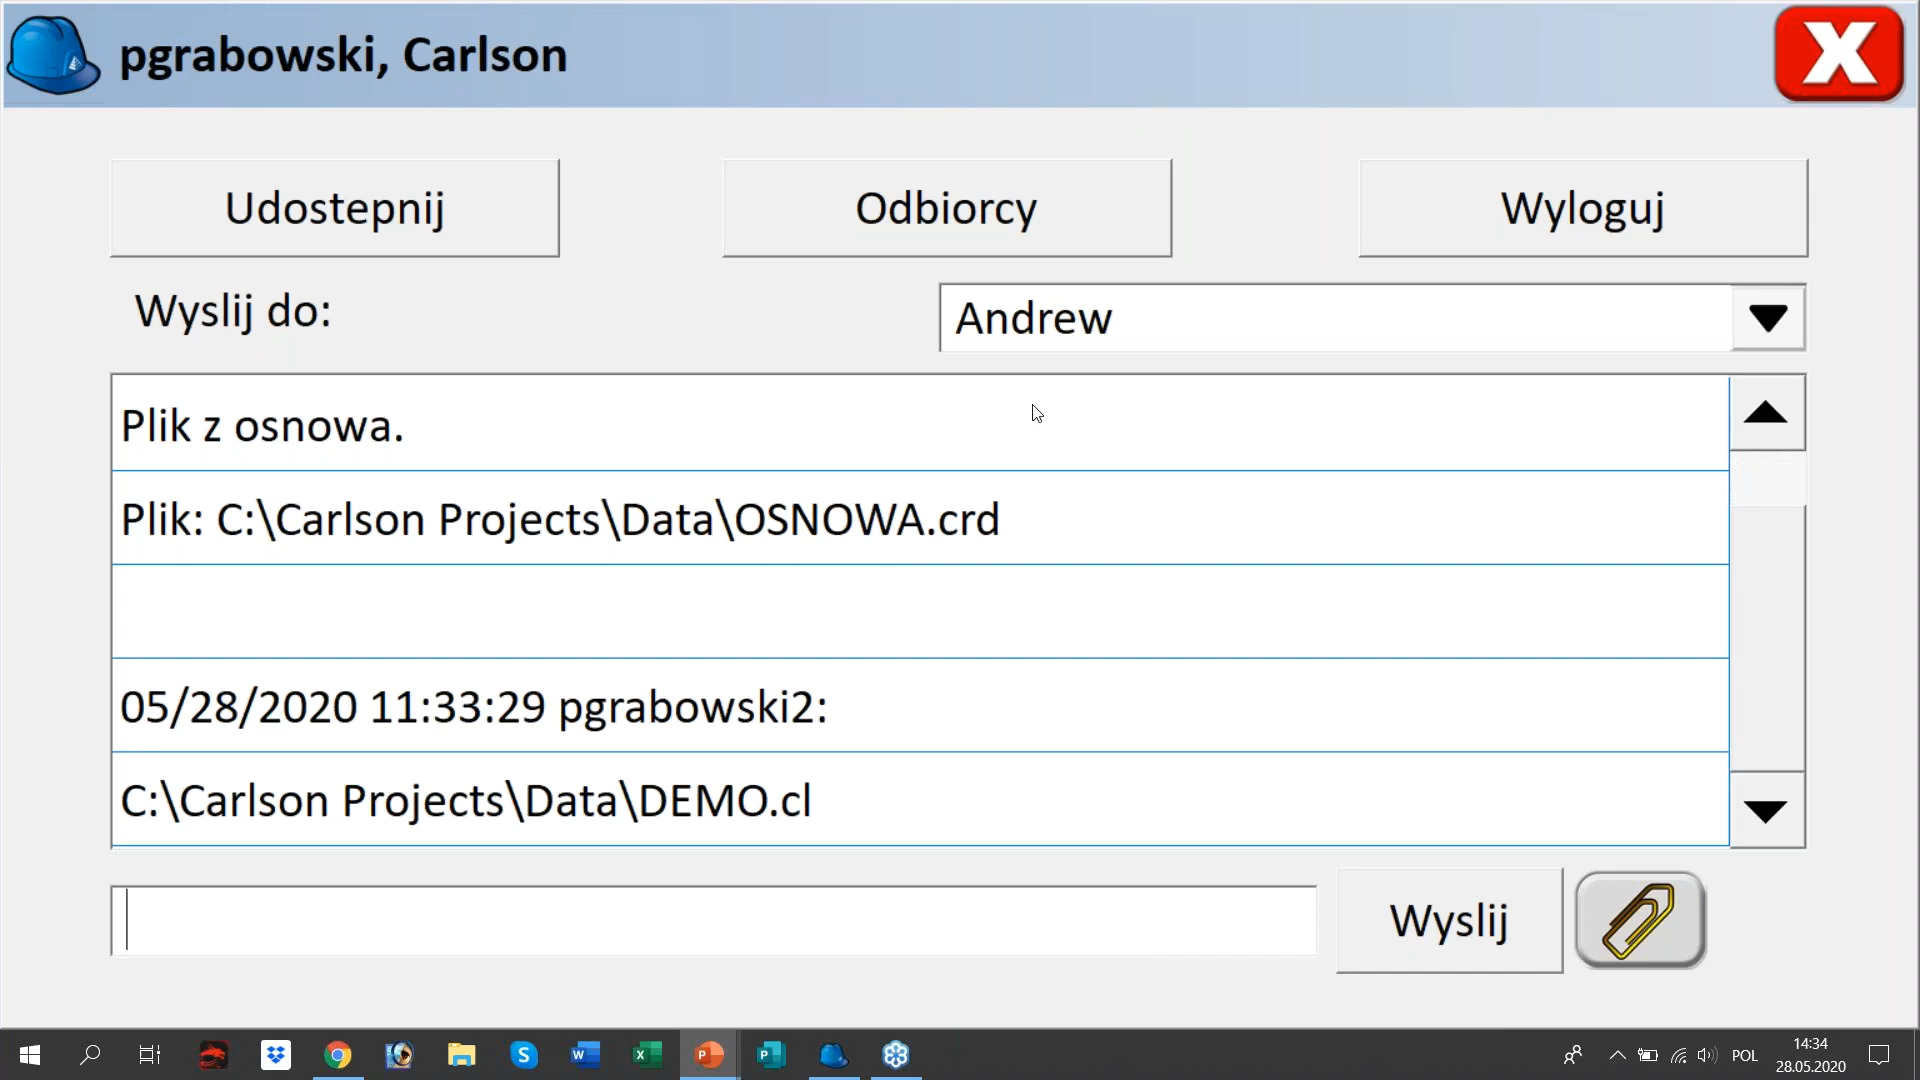 pgrabowski, Carlson
Udostepnij
Odbiorcy
Wyloguj
Wyslij do:
Andrew
Plik z osnowa.
Plik: C:\Carlson Projects\Data\OSNOWA.crd
05/28/2020 11:33:29 pgrabowski2:
C:\Carlson Projects\Data\DEMO.cl
Wyslij
POL
14:34
28.05.2020